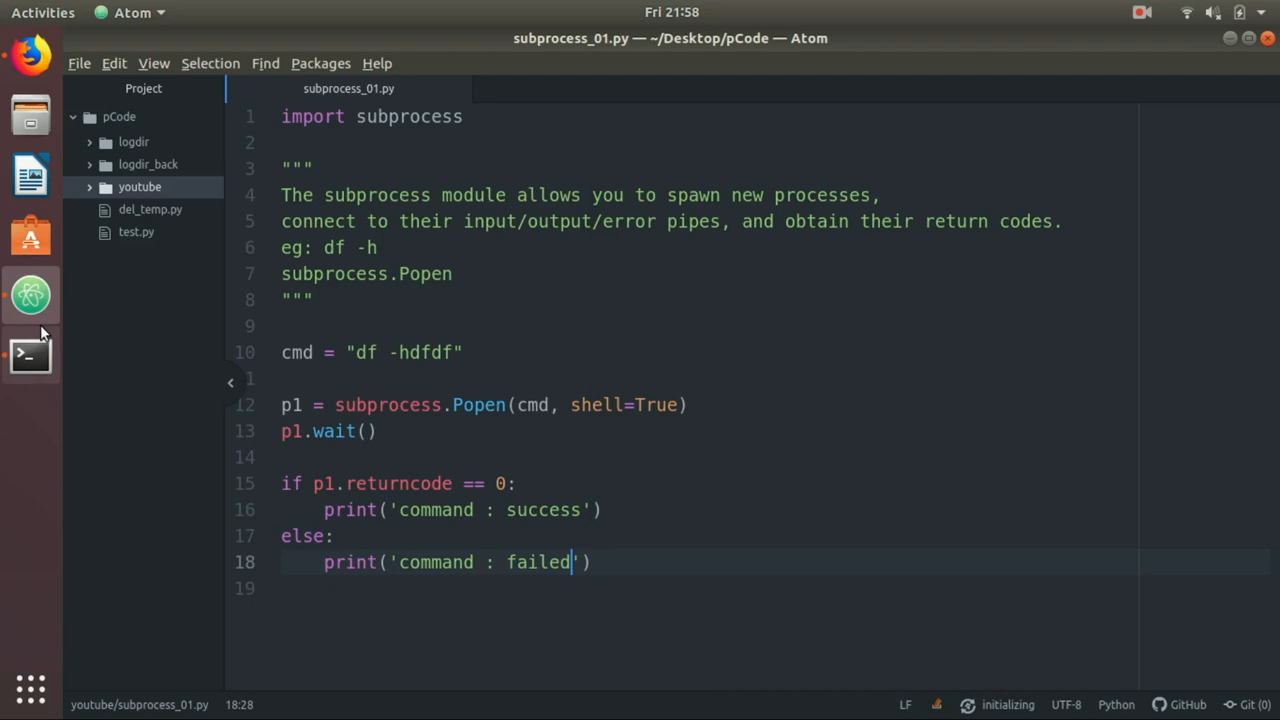 Activities Atom Fri 21:58
subprocess_01.py — ~/Desktop/pCode — Atom
File Edit View Selection Find Packages Help
Project subprocess_01.py
pCode
logdir
logdir_back
youtube
del_temp.py
test.py
1 import subprocess
2
3 """
4 The subprocess module allows you to spawn new processes,
5 connect to their input/output/error pipes, and obtain their return codes.
6 eg: df -h
7 subprocess.Popen
8 """
9
10 cmd = "df -hdfdf"
1
12 p1 = subprocess.Popen(cmd, shell=True)
13 p1.wait()
14
15 if p1.returncode == 0:
16 print('command : success')
17 else:
18 print('command : failed')
19
youtube/subprocess_01.py 18:28 LF initializing UTF-8 Python GitHub Git (0)